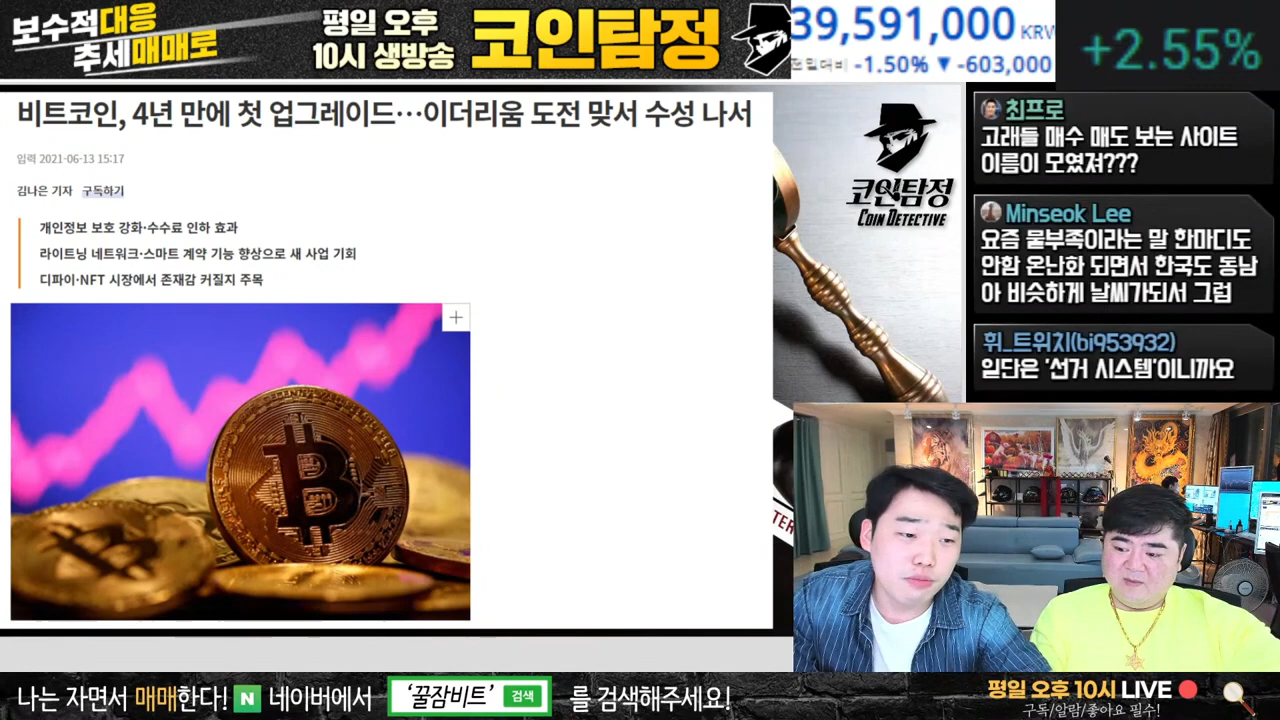 보수적대응
추세매매로
평일 오후
10시 생방송
코인탐정
39,591,000 KRW
전일대비 -1.50% ▼ -603,000
+2.55%
비트코인, 4년 만에 첫 업그레이드…이더리움 도전 맞서 수성 나서
입력 2021-06-13 15:17
김나은 기자 구독하기
개인정보 보호 강화·수수료 인하 효과
라이트닝 네트워크·스마트 계약 기능 향상으로 새 사업 기회
디파이·NFT 시장에서 존재감 커질지 주목
코인탐정
COIN DETECTIVE
최프로
고래들 매수 매도 보는 사이트
이름이 모였져???
Minseok Lee
요즘 물부족이라는 말 한마디도
안함 온난화 되면서 한국도 동남
아 비슷하게 날씨가되서 그럼
휘_트위치(bi953932)
일단은 '선거 시스템'이니까요
TER
나는 자면서 매매한다! N 네이버에서 '꿀잠비트' 검색 를 검색해주세요!
평일 오후 10시 LIVE
구독/알람/좋아요 필수!